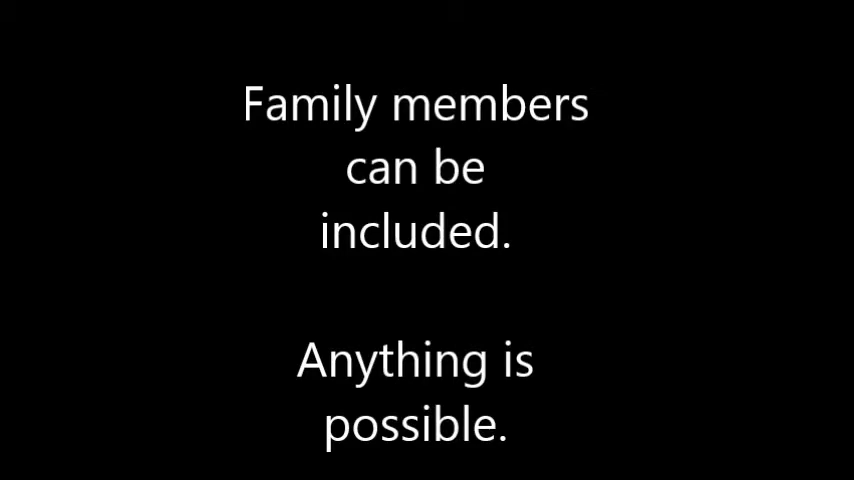 Family members
can be
included.
Anything is
possible.